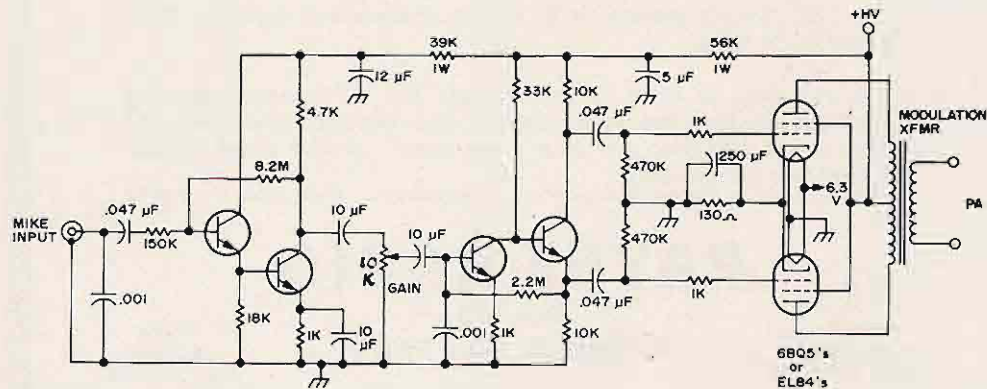 +HV
39K
1W
56K
1W
12 µF
5 µF
4.7K
33K
10K
.047 µF
1K
MODULATION
XFMR
8.2M
470K
250 µF
6.3
V
PA
MIKE
INPUT
.047 µF
150K
10 µF
10 µF
10
K
GAIN
130Ω
470K
2.2M
.047 µF
1K
.001
18K
1K
10
µF
.001
1K
10K
6BQ5's
or
EL84's